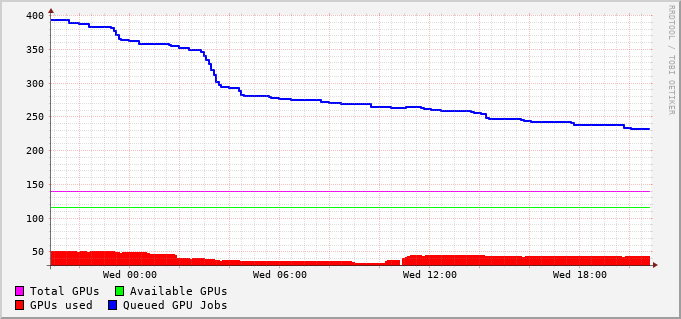 400
350
300
250
200
150
100
50
Wed 00:00 Wed 06:00 Wed 12:00 Wed 18:00
Total GPUs Available GPUs
GPUs used Queued GPU Jobs
RRDTOOL / TOBI OETIKER